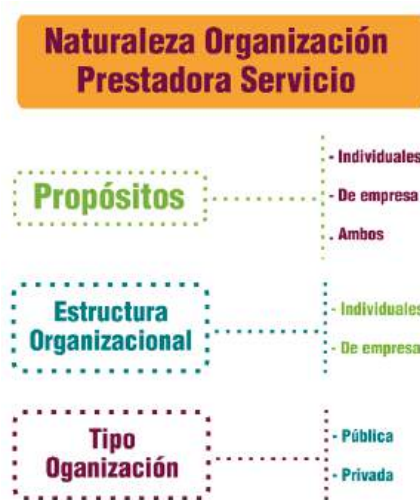 Naturaleza Organización
Prestadora Servicio
Propósitos
- Individuales
- De empresa
. Ambos
Estructura
Organizacional
- Individuales
- De empresa
Tipo
Oganización
- Pública
- Privada